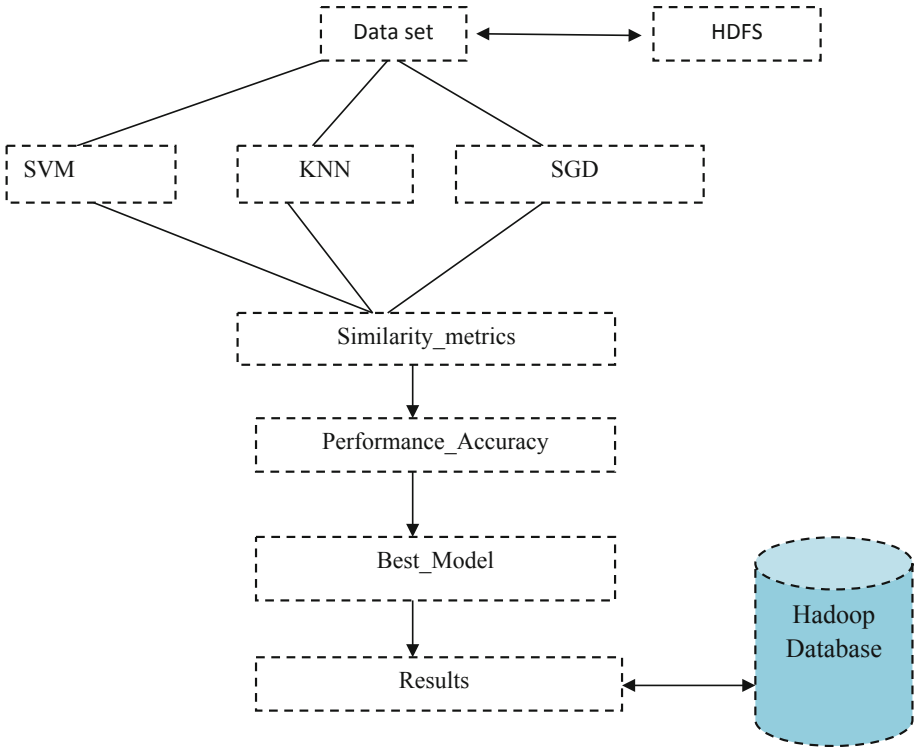 Data set
HDFS
SVM
KNN
SGD
Similarity_metrics
Performance_Accuracy
Best_Model
Hadoop
Database
Results